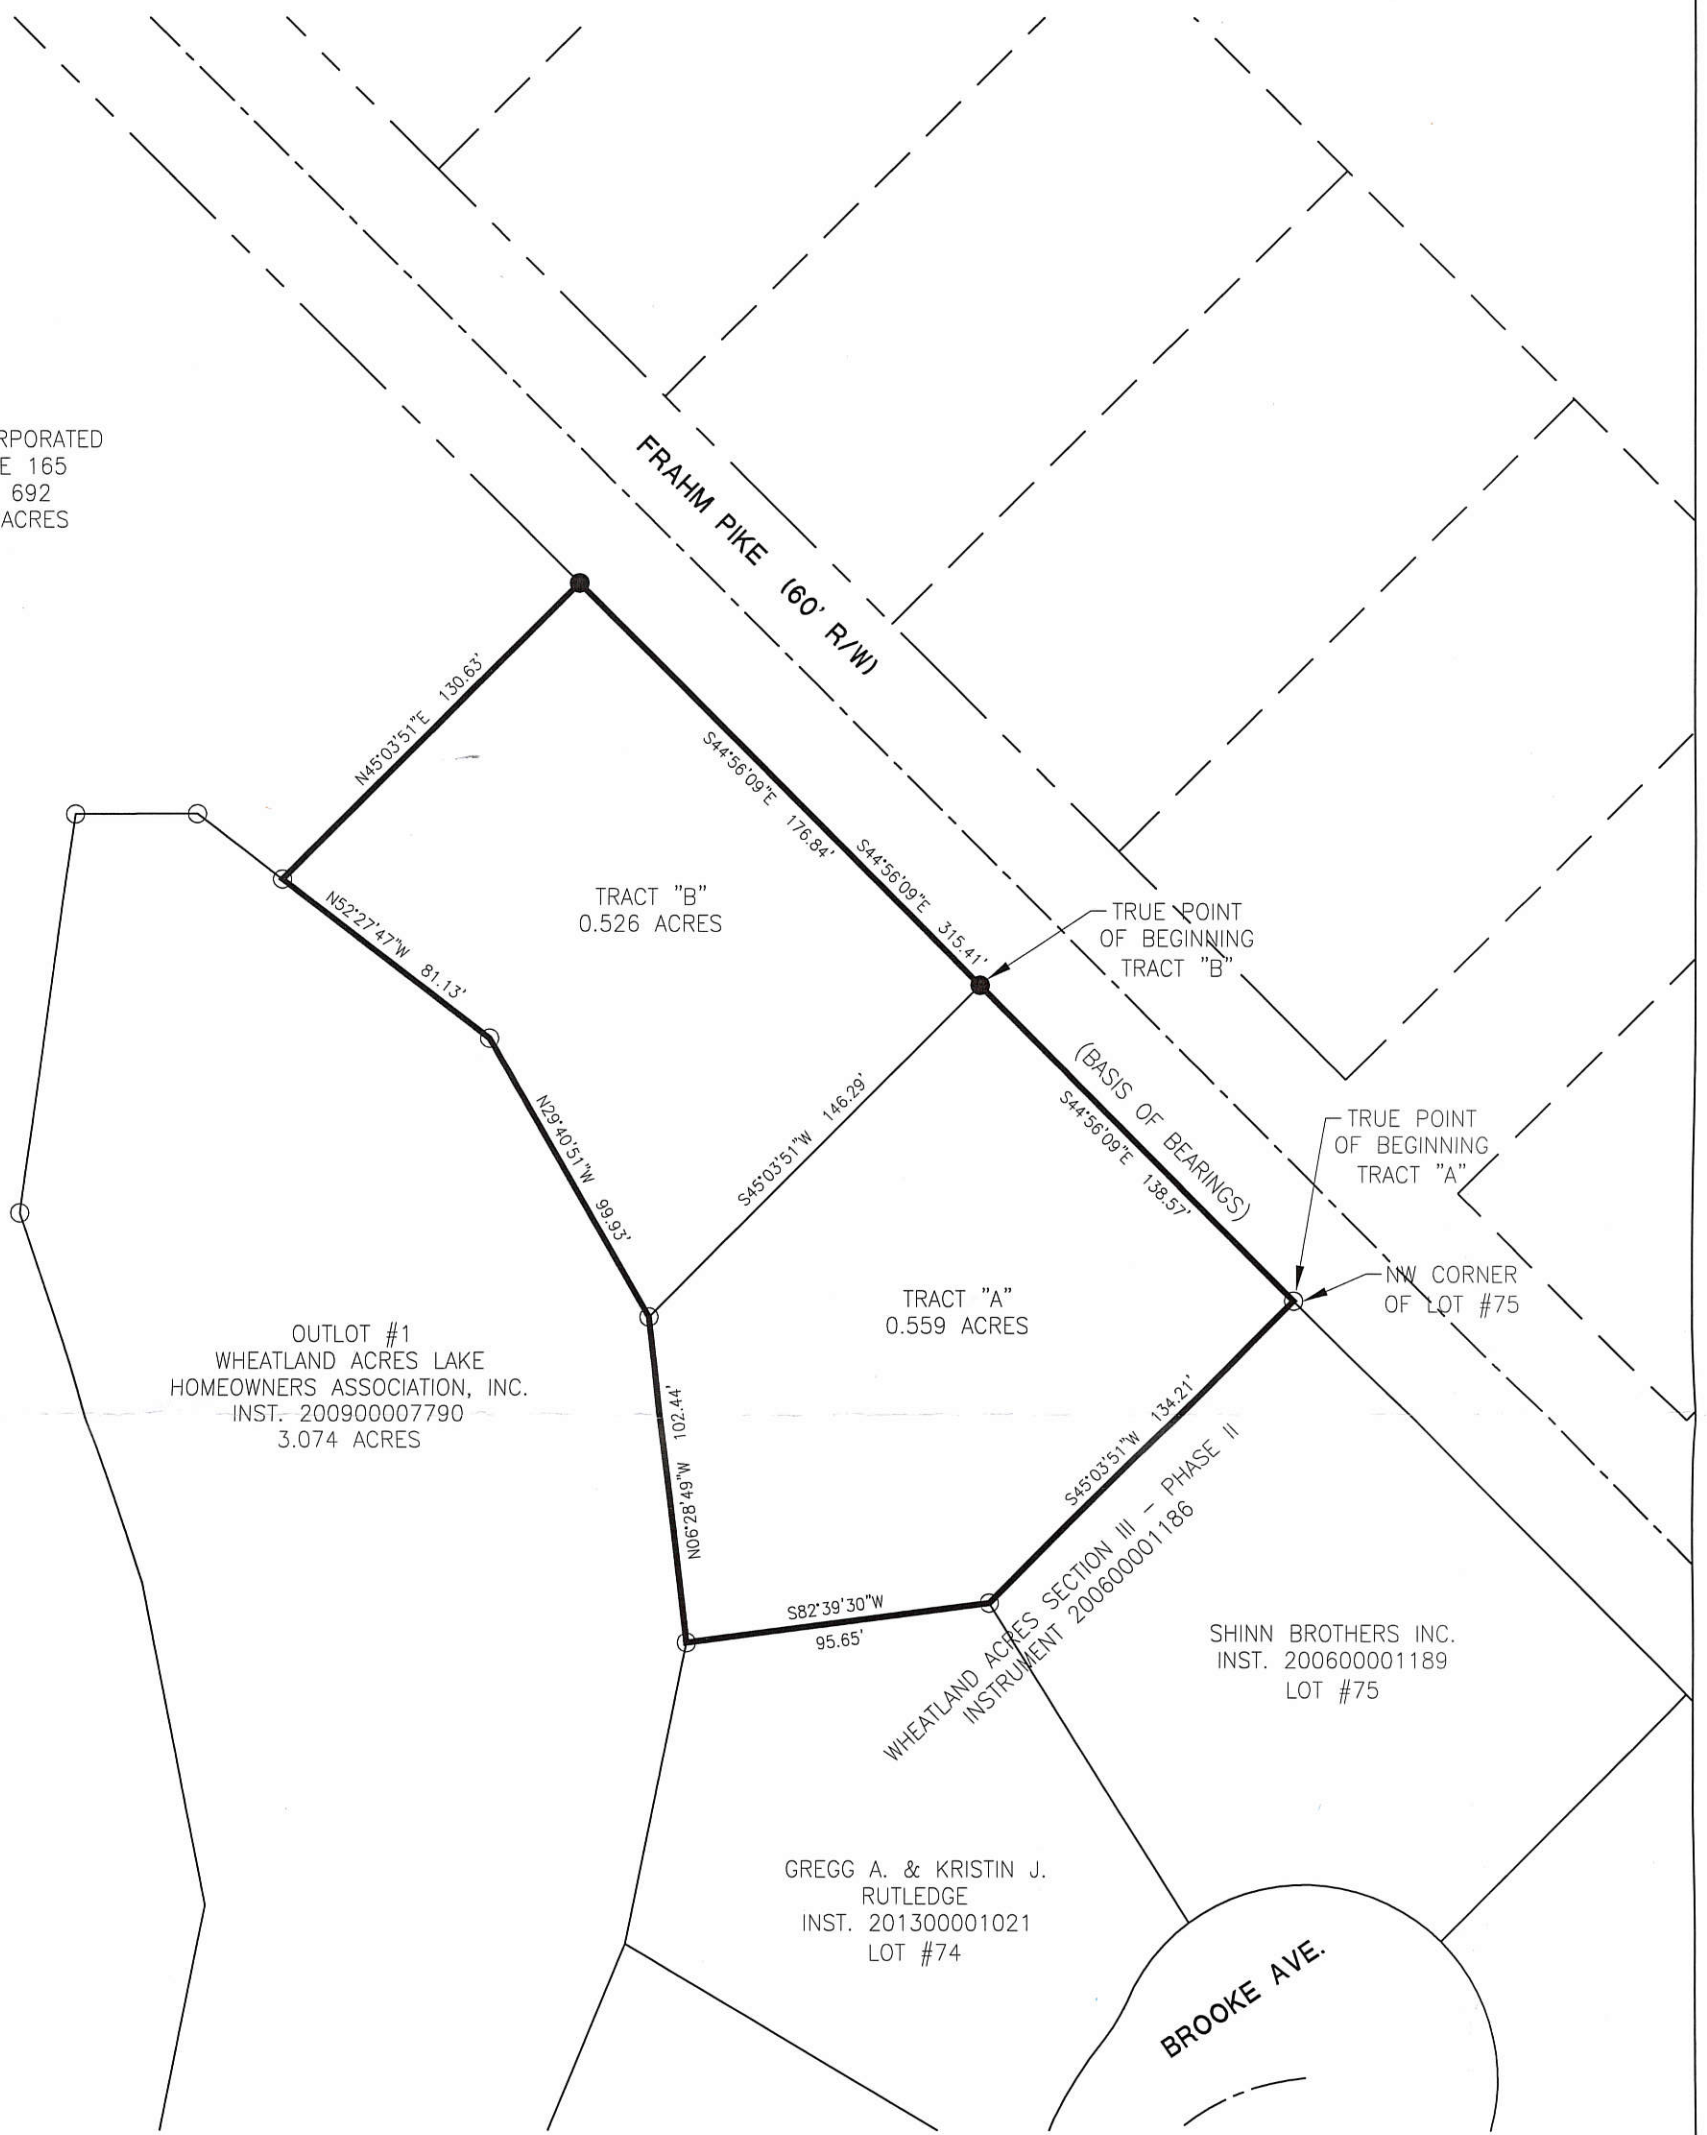 RPORATED
E 165
692
ACRES
FRAHM PIKE (60' R/W)
N45°03'51"E 130.63'
S44°56'09"E 176.84'
S44°56'09"E 315.41'
TRACT "B"
0.526 ACRES
N52°27'47"W 81.13'
TRUE POINT
OF BEGINNING
TRACT "B"
(BASIS OF BEARINGS)
S44°56'09"E 138.57'
N29°40'51"W 99.93'
S45°03'51"W 146.29'
TRUE POINT
OF BEGINNING
TRACT "A"
NW CORNER
OF LOT #75
TRACT "A"
0.559 ACRES
OUTLOT #1
WHEATLAND ACRES LAKE
HOMEOWNERS ASSOCIATION, INC.
INST. 200900007790
3.074 ACRES
N06°28'49"W 102.44'
S45°03'51"W 134.21'
S82°39'30"W
95.65'
WHEATLAND ACRES SECTION III - PHASE II
INSTRUMENT 200600001186
SHINN BROTHERS INC.
INST. 200600001189
LOT #75
GREGG A. & KRISTIN J.
RUTLEDGE
INST. 201300001021
LOT #74
BROOKE AVE.